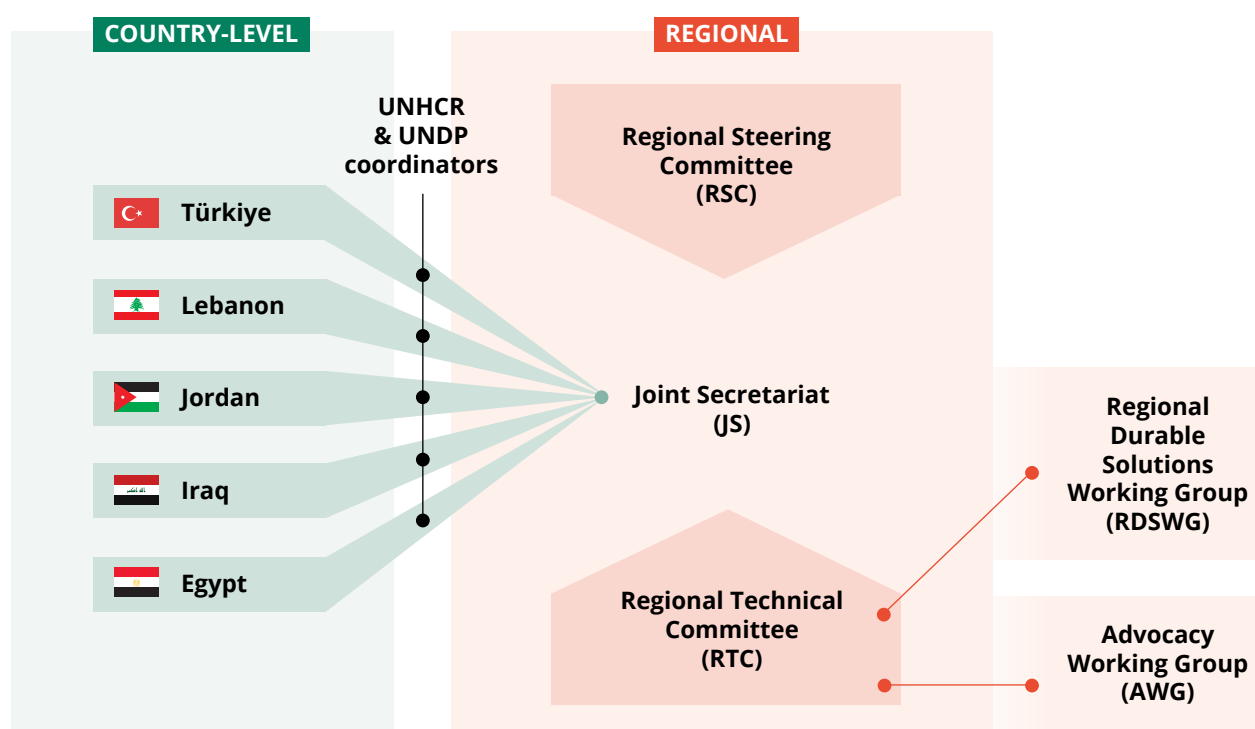 COUNTRY-LEVEL
REGIONAL
UNHCR
& UNDP
coordinators
Türkiye
Lebanon
Jordan
Iraq
Egypt
Regional Steering
Committee
(RSC)
Joint Secretariat
(JS)
Regional Technical
Committee
(RTC)
Regional
Durable
Solutions
Working Group
(RDSWG)
Advocacy
Working Group
(AWG)